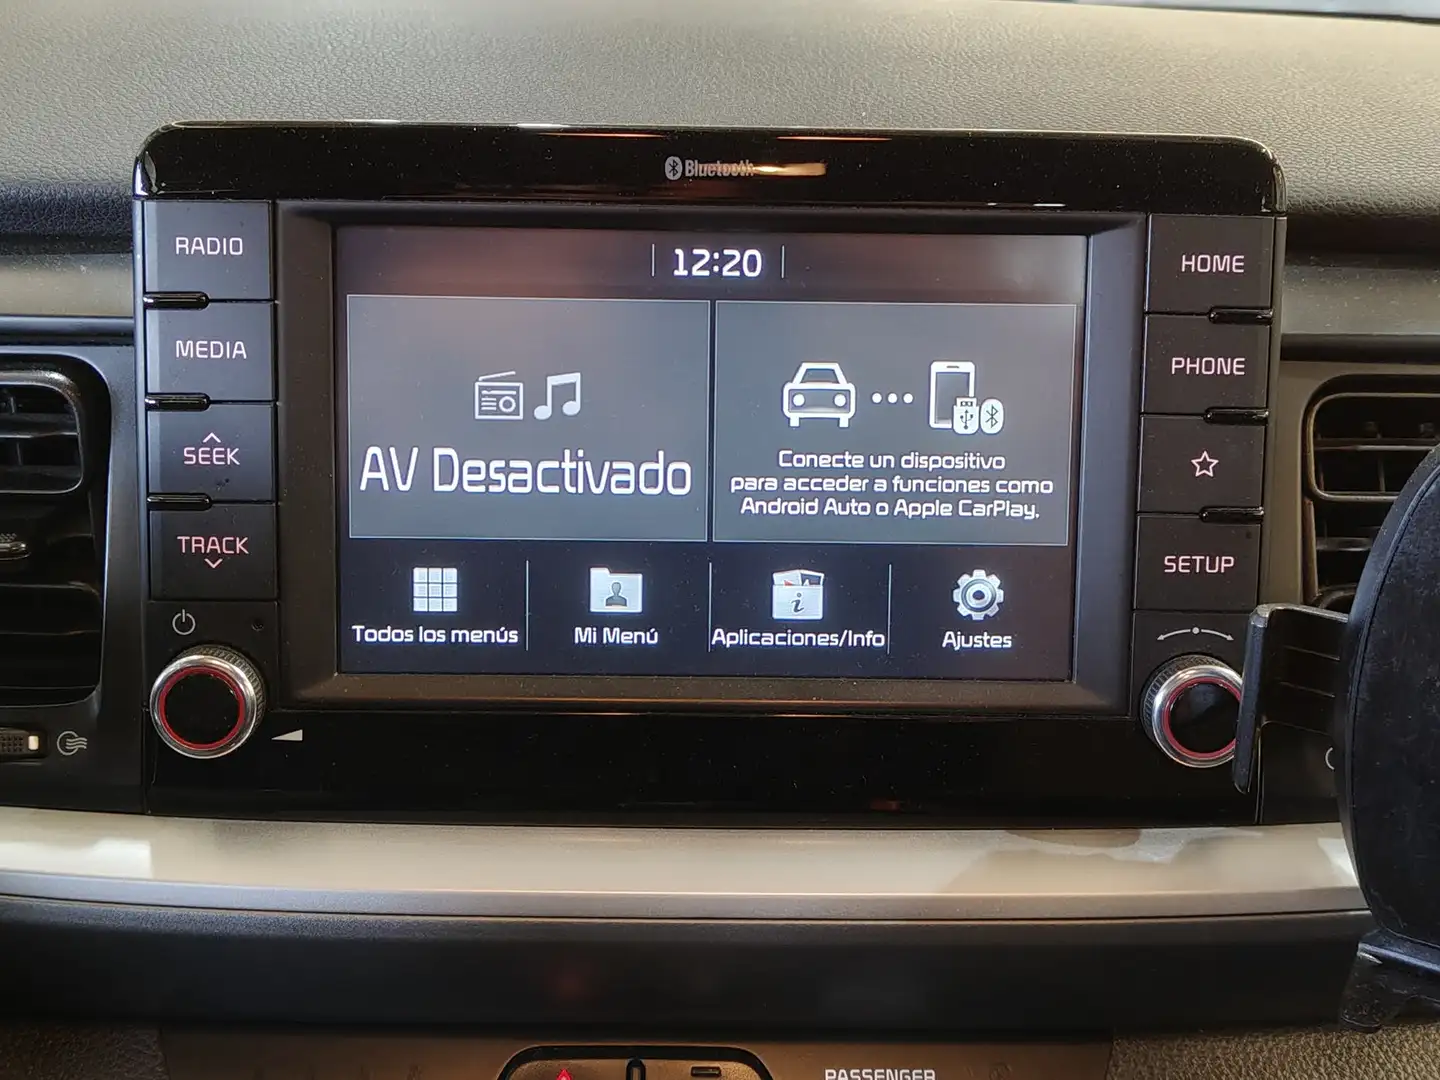 Bluetooth
RADIO
MEDIA
SEEK
TRACK
12:20
AV Desactivado
Conecte un dispositivo
para acceder a funciones como
Android Auto o Apple CarPlay.
Todos los menús
Mi Menú
Aplicaciones/Info
Ajustes
HOME
PHONE
SETUP
PASSENGER